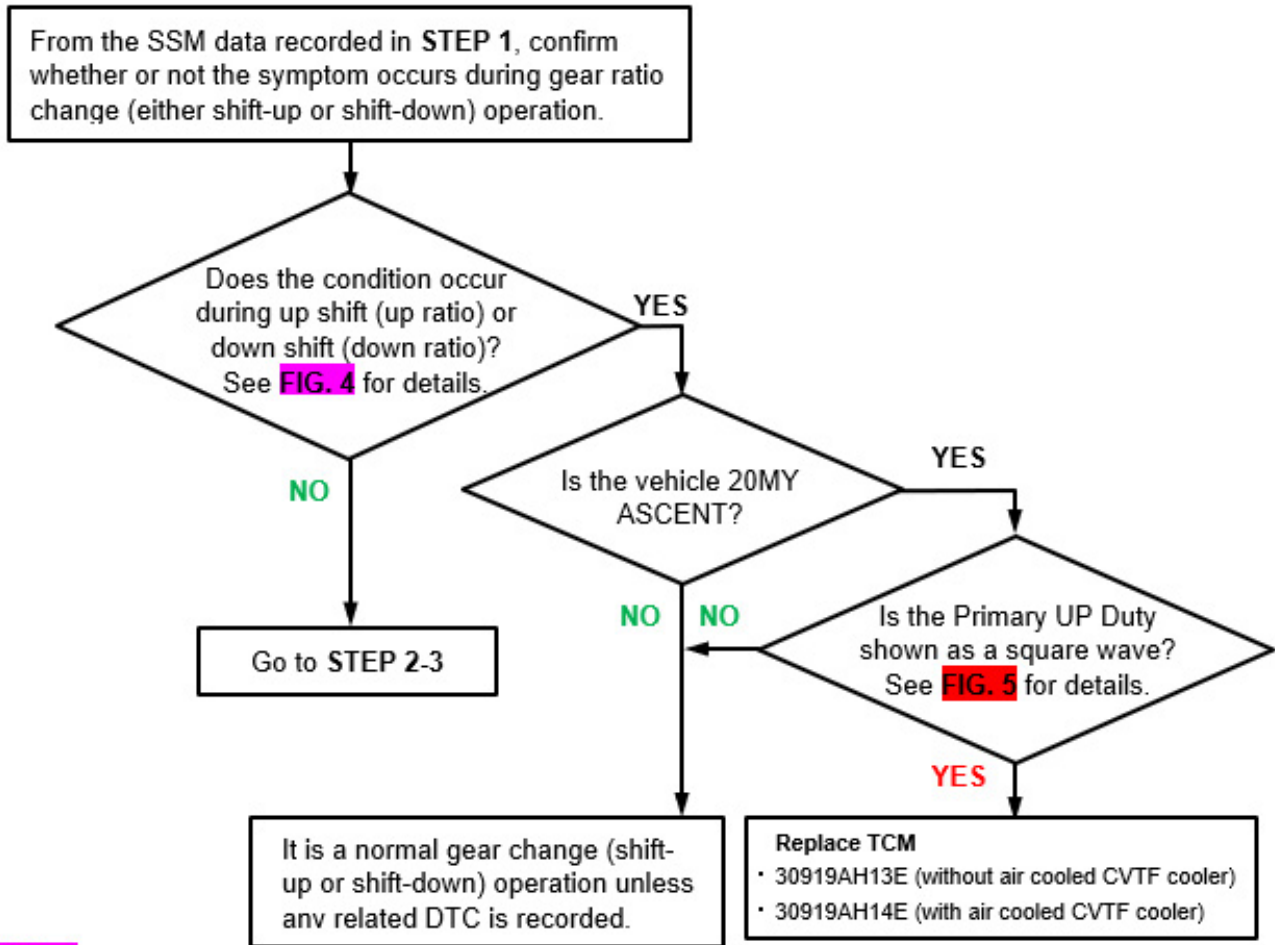 From the SSM data recorded in STEP 1, confirm
whether or not the symptom occurs during gear ratio
change (either shift-up or shift-down) operation.
Does the condition occur
during up shift (up ratio) or
down shift (down ratio)?
See FIG. 4 for details.
YES
NO
Go to STEP 2-3
Is the vehicle 20MY
ASCENT?
YES
NO
NO
Is the Primary UP Duty
shown as a square wave?
See FIG. 5 for details.
YES
It is a normal gear change (shift-
up or shift-down) operation unless
any related DTC is recorded.
Replace TCM
· 30919AH13E (without air cooled CVTF cooler)
· 30919AH14E (with air cooled CVTF cooler)